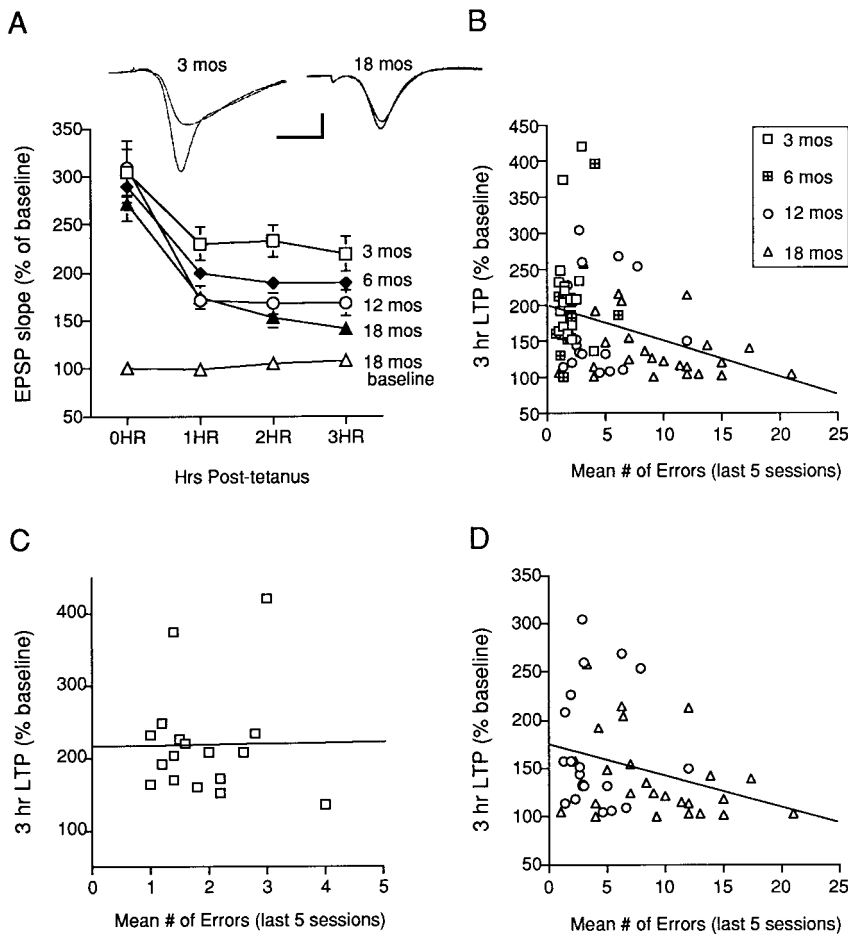 A
3 mos
18 mos
350
300
250
200
150
100
50
EPSP slope (% of baseline)
3 mos
6 mos
12 mos
18 mos
18 mos
baseline
0HR
1HR
2HR
3HR
Hrs Post-tetanus
B
450
400
350
300
250
200
150
100
50
3 hr LTP (% baseline)
3 mos
6 mos
12 mos
18 mos
0
5
10
15
20
25
Mean # of Errors (last 5 sessions)
C
400
300
200
100
3 hr LTP (% baseline)
0
1
2
3
4
5
Mean # of Errors (last 5 sessions)
D
350
300
250
200
150
100
50
3 hr LTP (% baseline)
0
5
10
15
20
25
Mean # of Errors (last 5 sessions)